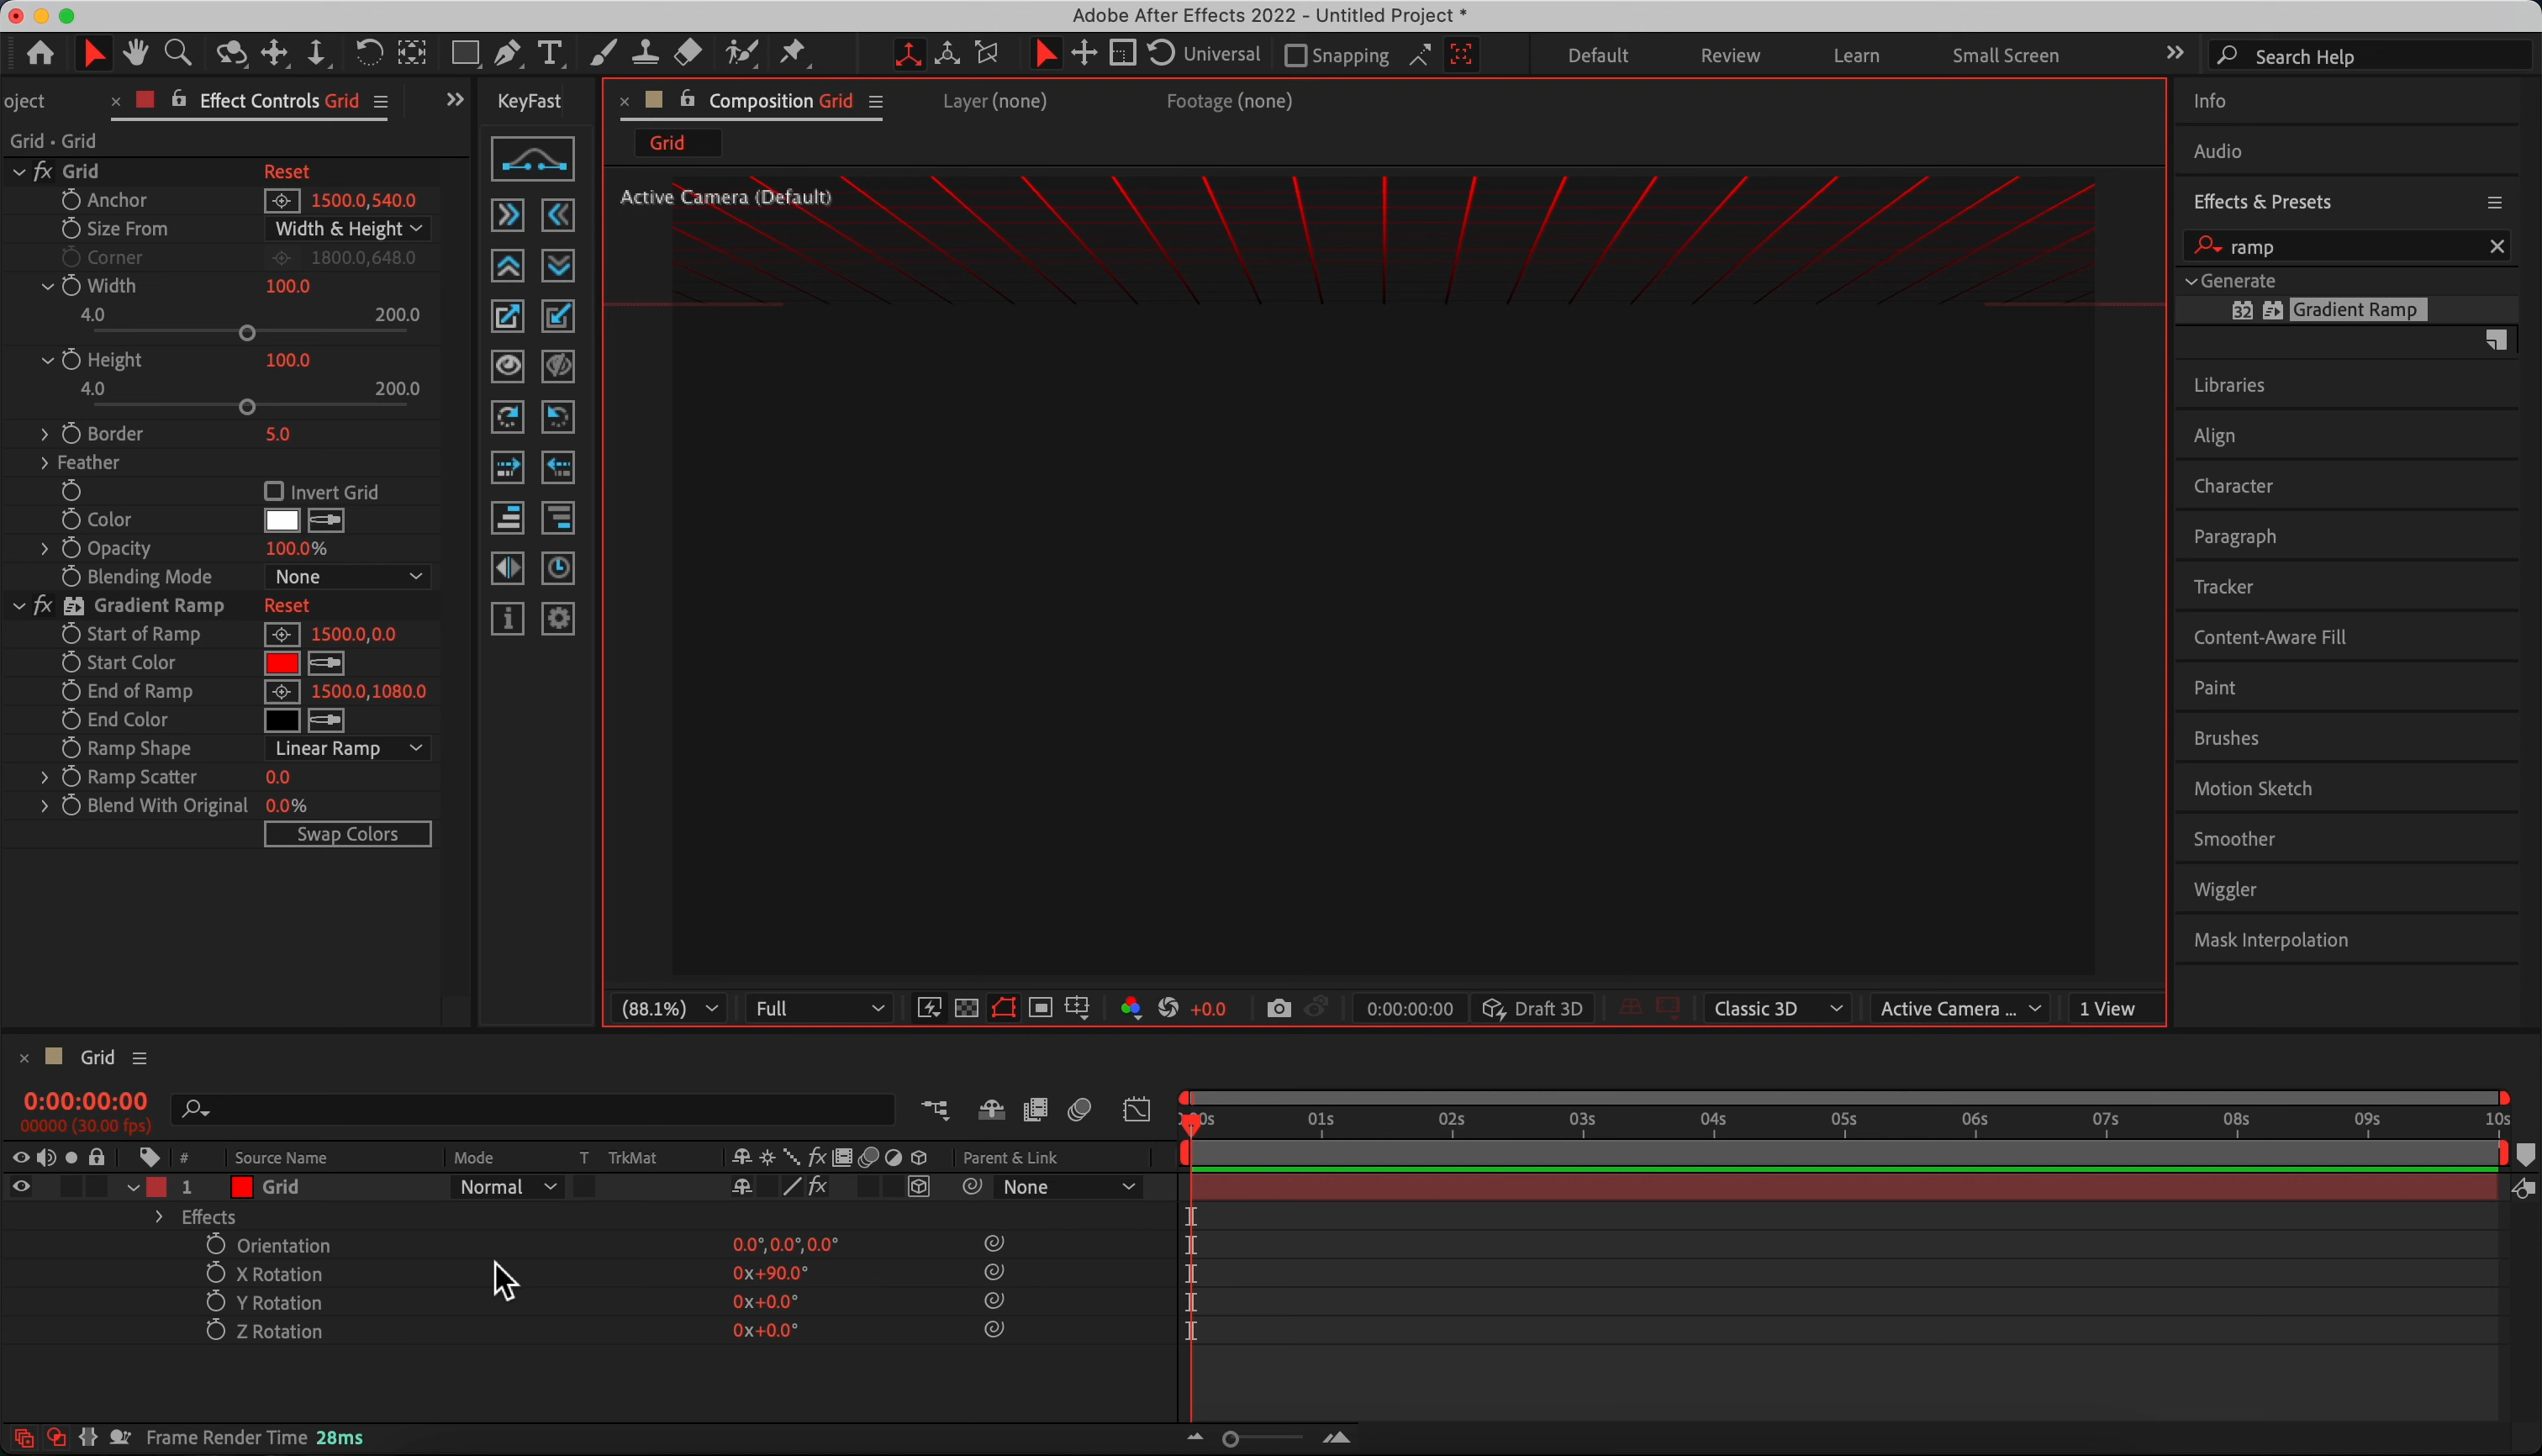 Adobe After Effects 2022 - Untitled Project *
Universal
Snapping
Default
Review
Learn
Small Screen
Search Help
oject
Effect Controls Grid
KeyFast
Composition Grid
Layer (none)
Footage (none)
Info
Grid • Grid
Grid
Audio
Grid Reset
Anchor 1500.0,540.0
Size From Width & Height
Corner 1800.0,648.0
Width 100.0
4.0 200.0
Height 100.0
4.0 200.0
Border 5.0
Feather
Invert Grid
Color
Opacity 100.0%
Blending Mode None
Gradient Ramp Reset
Start of Ramp 1500.0,0.0
Start Color
End of Ramp 1500.0,1080.0
End Color
Ramp Shape Linear Ramp
Ramp Scatter 0.0
Blend With Original 0.0%
Swap Colors
Active Camera (Default)
(88.1%)
Full
+0.0
0:00:00:00
Draft 3D
Classic 3D
Active Camera ...
1 View
Effects & Presets
ramp
Generate
32 Gradient Ramp
Libraries
Align
Character
Paragraph
Tracker
Content-Aware Fill
Paint
Brushes
Motion Sketch
Smoother
Wiggler
Mask Interpolation
Grid
0:00:00:00
00000 (30.00 fps)
01s 02s 03s 04s 05s 06s 07s 08s 09s 10s
# Source Name Mode T TrkMat Parent & Link
1 Grid Normal None
Effects
Orientation 0.0°,0.0°,0.0°
X Rotation 0x+90.0°
Y Rotation 0x+0.0°
Z Rotation 0x+0.0°
Frame Render Time 28ms